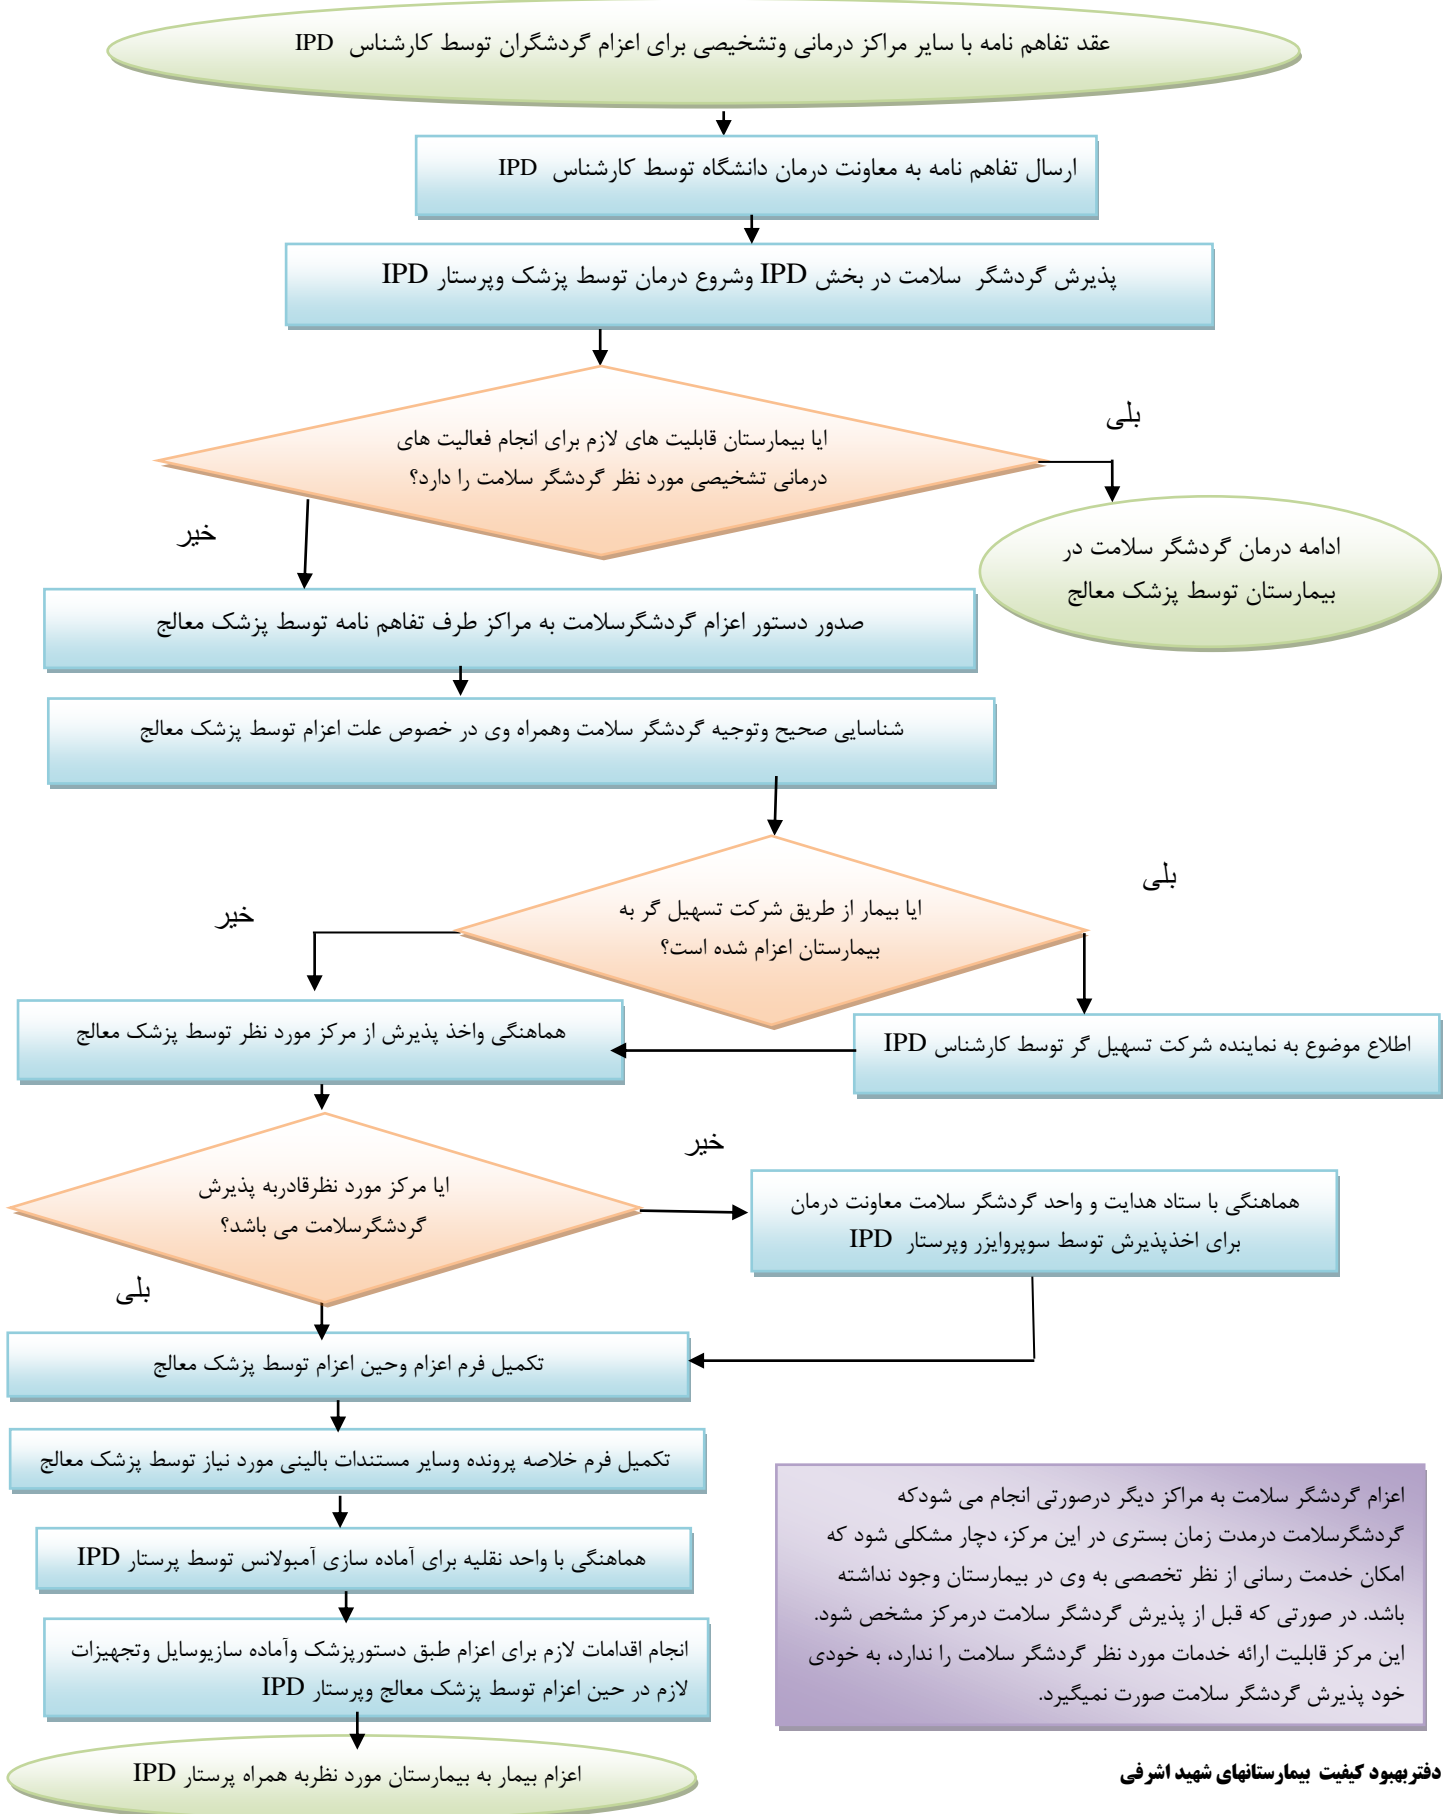 عقد تفاهم نامه با سایر مراکز درمانی وتشخیصی برای اعزام گردشگران توسط کارشناس IPD
ارسال تفاهم نامه به معاونت درمان دانشگاه توسط کارشناس IPD
پذیرش گردشگر سلامت در بخش IPD وشروع درمان توسط پزشک وپرستار IPD
بلی
ایا بیمارستان قابلیت های لازم برای انجام فعالیت های
درمانی تشخیصی مورد نظر گردشگر سلامت را دارد؟
خیر
ادامه درمان گردشگر سلامت در
بیمارستان توسط پزشک معالج
صدور دستور اعزام گردشگرسلامت به مراکز طرف تفاهم نامه توسط پزشک معالج
شناسایی صحیح وتوجیه گردشگر سلامت وهمراه وی در خصوص علت اعزام توسط پزشک معالج
بلی
ایا بیمار از طریق شرکت تسهیل گر به
بیمارستان اعزام شده است؟
خیر
اطلاع موضوع به نماینده شرکت تسهیل گر توسط کارشناس IPD
هماهنگی واخذ پذیرش از مرکز مورد نظر توسط پزشک معالج
خیر
ایا مرکز مورد نظرقادربه پذیرش
گردشگرسلامت می باشد؟
بلی
هماهنگی با ستاد هدایت و واحد گردشگر سلامت معاونت درمان
برای اخذپذیرش توسط سوپروایزر وپرستار IPD
تکمیل فرم اعزام وحین اعزام توسط پزشک معالج
تکمیل فرم خلاصه پرونده وسایر مستندات بالینی مورد نیاز توسط پزشک معالج
هماهنگی با واحد نقلیه برای آماده سازی آمبولانس توسط پرستار IPD
انجام اقدامات لازم برای اعزام طبق دستورپزشک وآماده سازیوسایل وتجهیزات
لازم در حین اعزام توسط پزشک معالج وپرستار IPD
اعزام بیمار به بیمارستان مورد نظربه همراه پرستار IPD
اعزام گردشگر سلامت به مراکز دیگر درصورتی انجام می شودکه
گردشگرسلامت درمدت زمان بستری در این مرکز، دچار مشکلی شود که
امکان خدمت رسانی از نظر تخصصی به وی در بیمارستان وجود نداشته
باشد. در صورتی که قبل از پذیرش گردشگر سلامت درمرکز مشخص شود.
این مرکز قابلیت ارائه خدمات مورد نظر گردشگر سلامت را ندارد، به خودی
خود پذیرش گردشگر سلامت صورت نمیگیرد.
دفتربهبود کیفیت بیمارستانهای شهید اشرفی